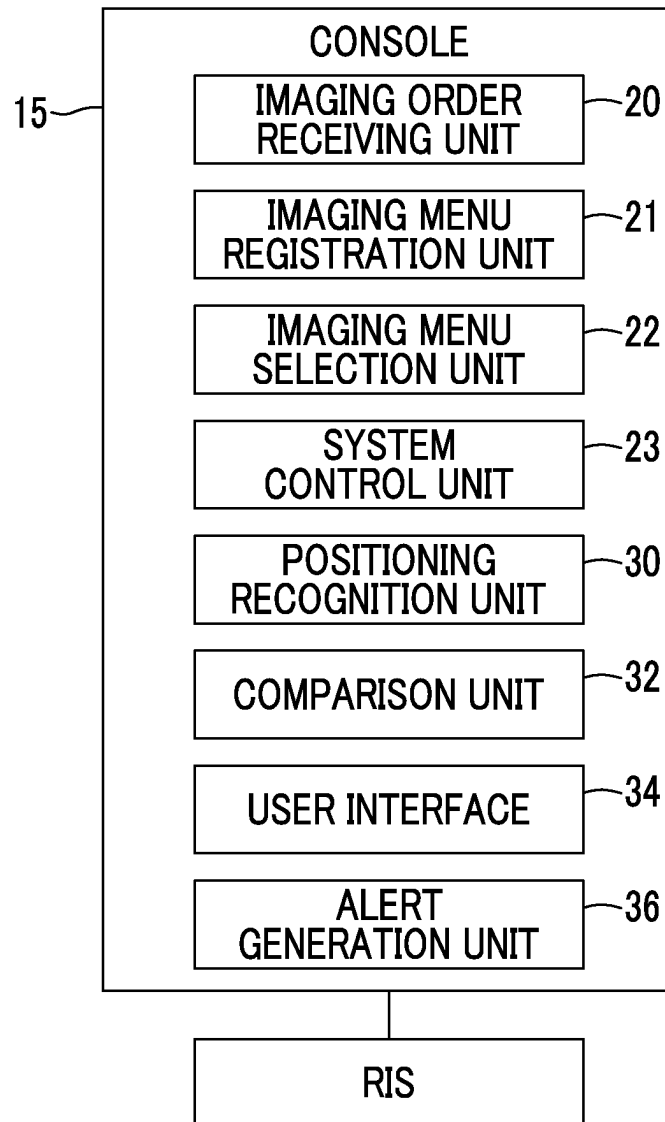 CONSOLE
15
IMAGING ORDER
RECEIVING UNIT
20
IMAGING MENU
REGISTRATION UNIT
21
IMAGING MENU
SELECTION UNIT
22
SYSTEM
CONTROL UNIT
23
POSITIONING
RECOGNITION UNIT
30
COMPARISON UNIT
32
USER INTERFACE
34
ALERT
GENERATION UNIT
36
RIS